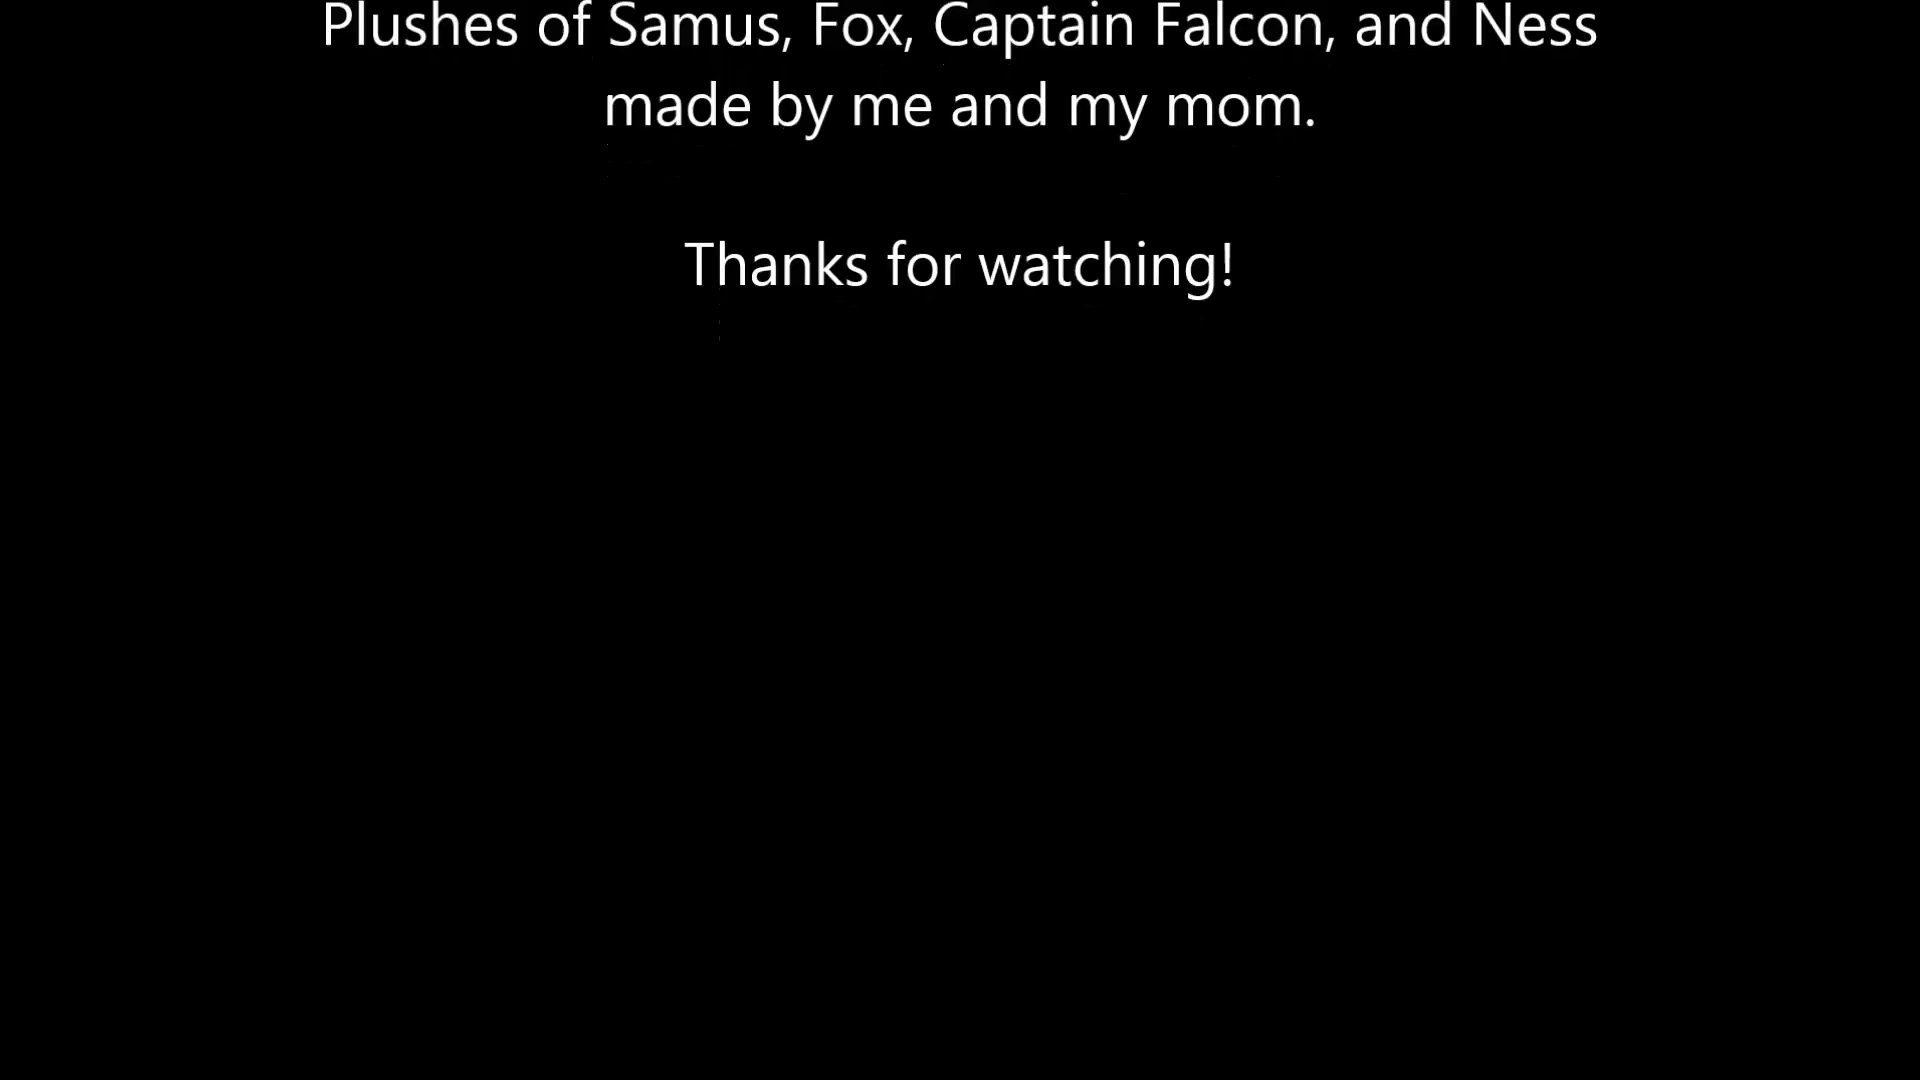 Plushes of Samus, Fox, Captain Falcon, and Ness
made by me and my mom.
Thanks for watching!